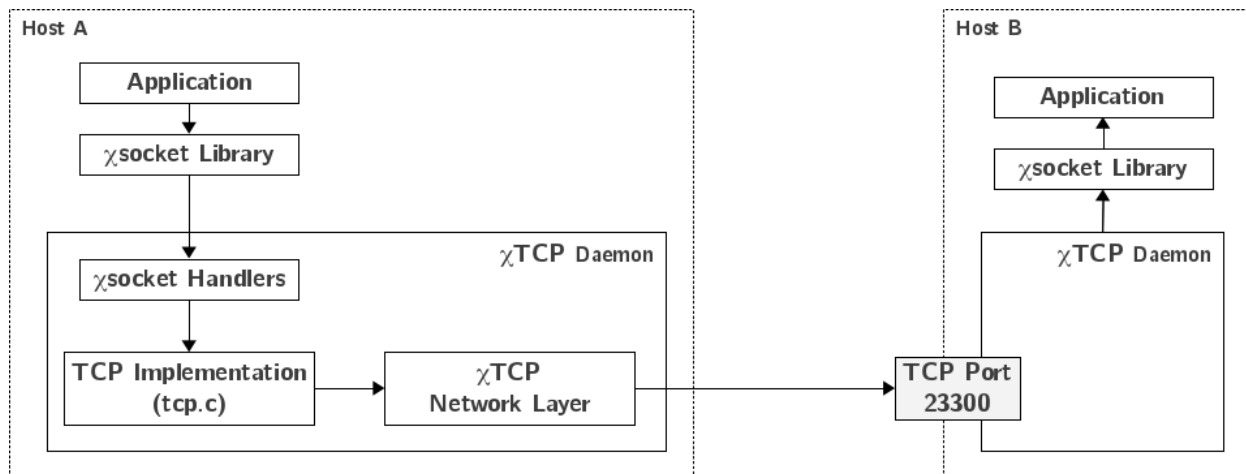 Host A
Application
χsocket Library
χTCP Daemon
χsocket Handlers
TCP Implementation
(tcp.c)
χTCP
Network Layer
Host B
Application
χsocket Library
χTCP Daemon
TCP Port
23300